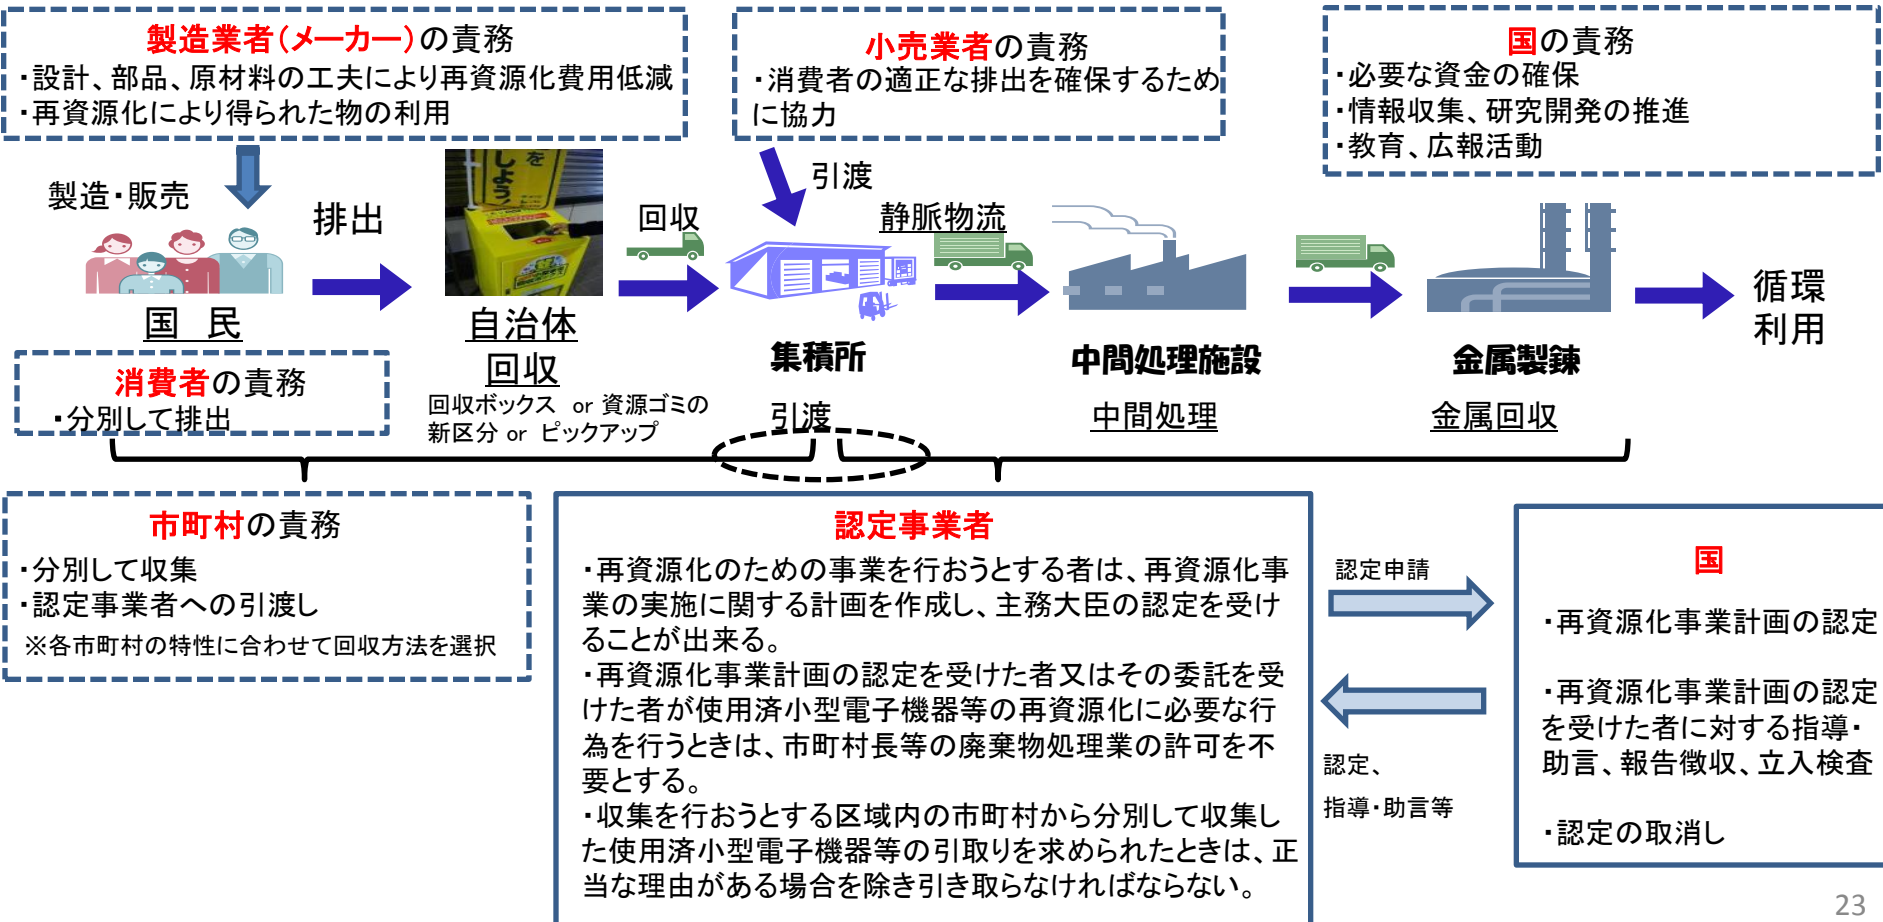 製造業者(メーカー)の責務
・設計、部品、原材料の工夫により再資源化費用低減
・再資源化により得られた物の利用
小売業者の責務
・消費者の適正な排出を確保するため
に協力
国の責務
・必要な資金の確保
・情報収集、研究開発の推進
・教育、広報活動
製造・販売
排出
を
しよう!
回収
引渡
静脈物流
国 民
自治体
回収
回収ボックス or 資源ゴミの
新区分 or ピックアップ
集積所
引渡
中間処理施設
中間処理
金属製錬
金属回収
循環
利用
消費者の責務
・分別して排出
市町村の責務
・分別して収集
・認定事業者への引渡し
※各市町村の特性に合わせて回収方法を選択
認定事業者
・再資源化のための事業を行おうとする者は、再資源化事
業の実施に関する計画を作成し、主務大臣の認定を受け
ることが出来る。
・再資源化事業計画の認定を受けた者又はその委託を受
けた者が使用済小型電子機器等の再資源化に必要な行
為を行うときは、市町村長等の廃棄物処理業の許可を不
要とする。
・収集を行おうとする区域内の市町村から分別して収集し
た使用済小型電子機器等の引取りを求められたときは、正
当な理由がある場合を除き引き取らなければならない。
認定申請
認定、
指導・助言等
国
・再資源化事業計画の認定
・再資源化事業計画の認定
を受けた者に対する指導・
助言、報告徴収、立入検査
・認定の取消し
23